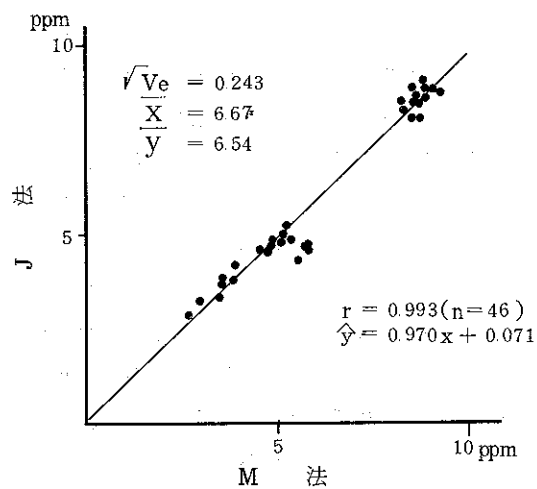 ppm
10
√Ve = 0.243
x̄ = 6.67
ȳ = 6.54
J 法
5
r = 0.993(n=46)
ŷ = 0.970x + 0.071
5
10 ppm
M 法